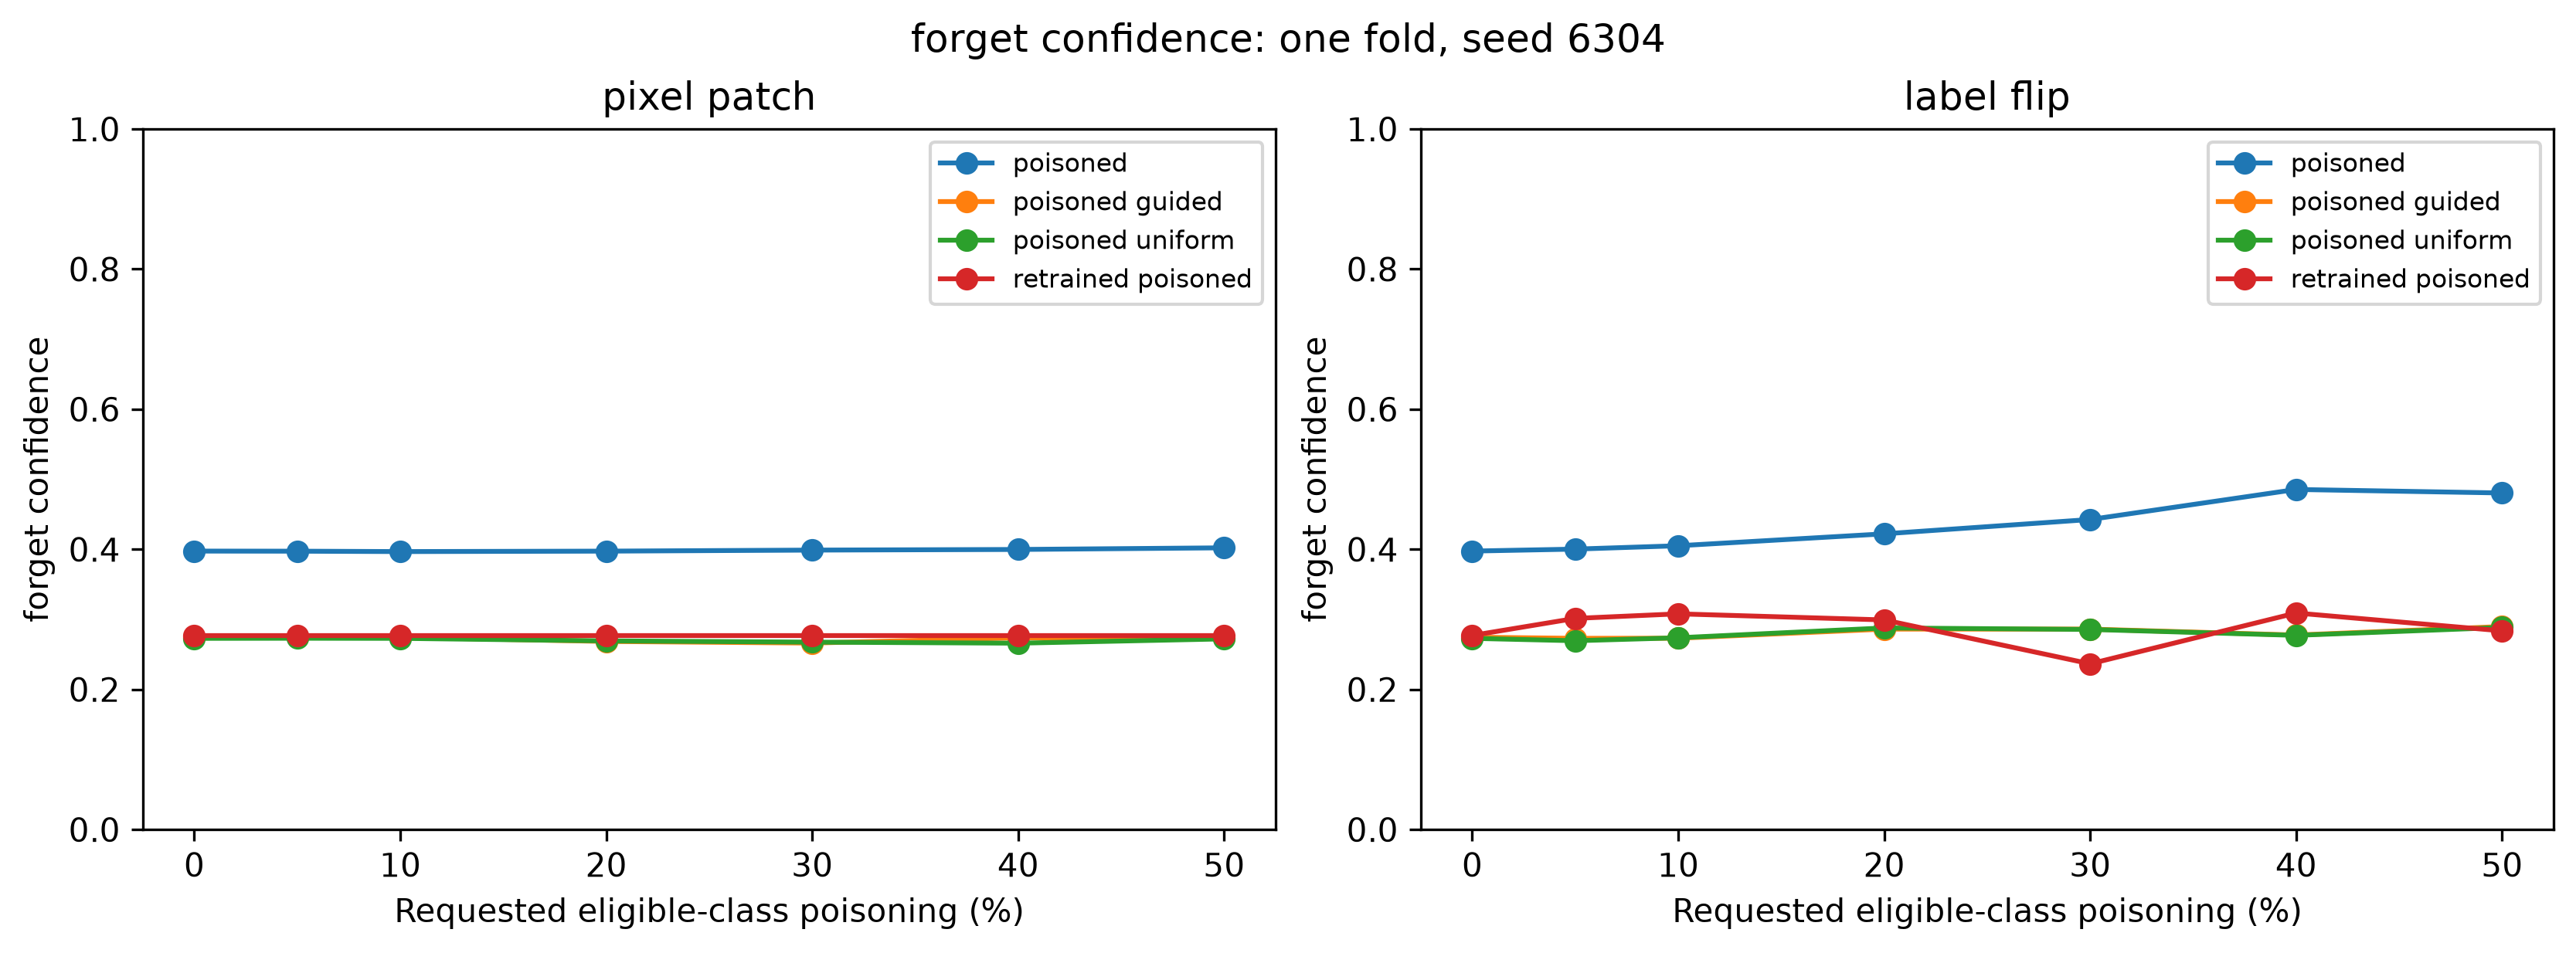 forget confidence: one fold, seed 6304
pixel patch
forget confidence
1.0
0.8
0.6
0.4
0.2
0.0
0 10 20 30 40 50
Requested eligible-class poisoning (%)
poisoned
poisoned guided
poisoned uniform
retrained poisoned
label flip
forget confidence
1.0
0.8
0.6
0.4
0.2
0.0
0 10 20 30 40 50
Requested eligible-class poisoning (%)
poisoned
poisoned guided
poisoned uniform
retrained poisoned